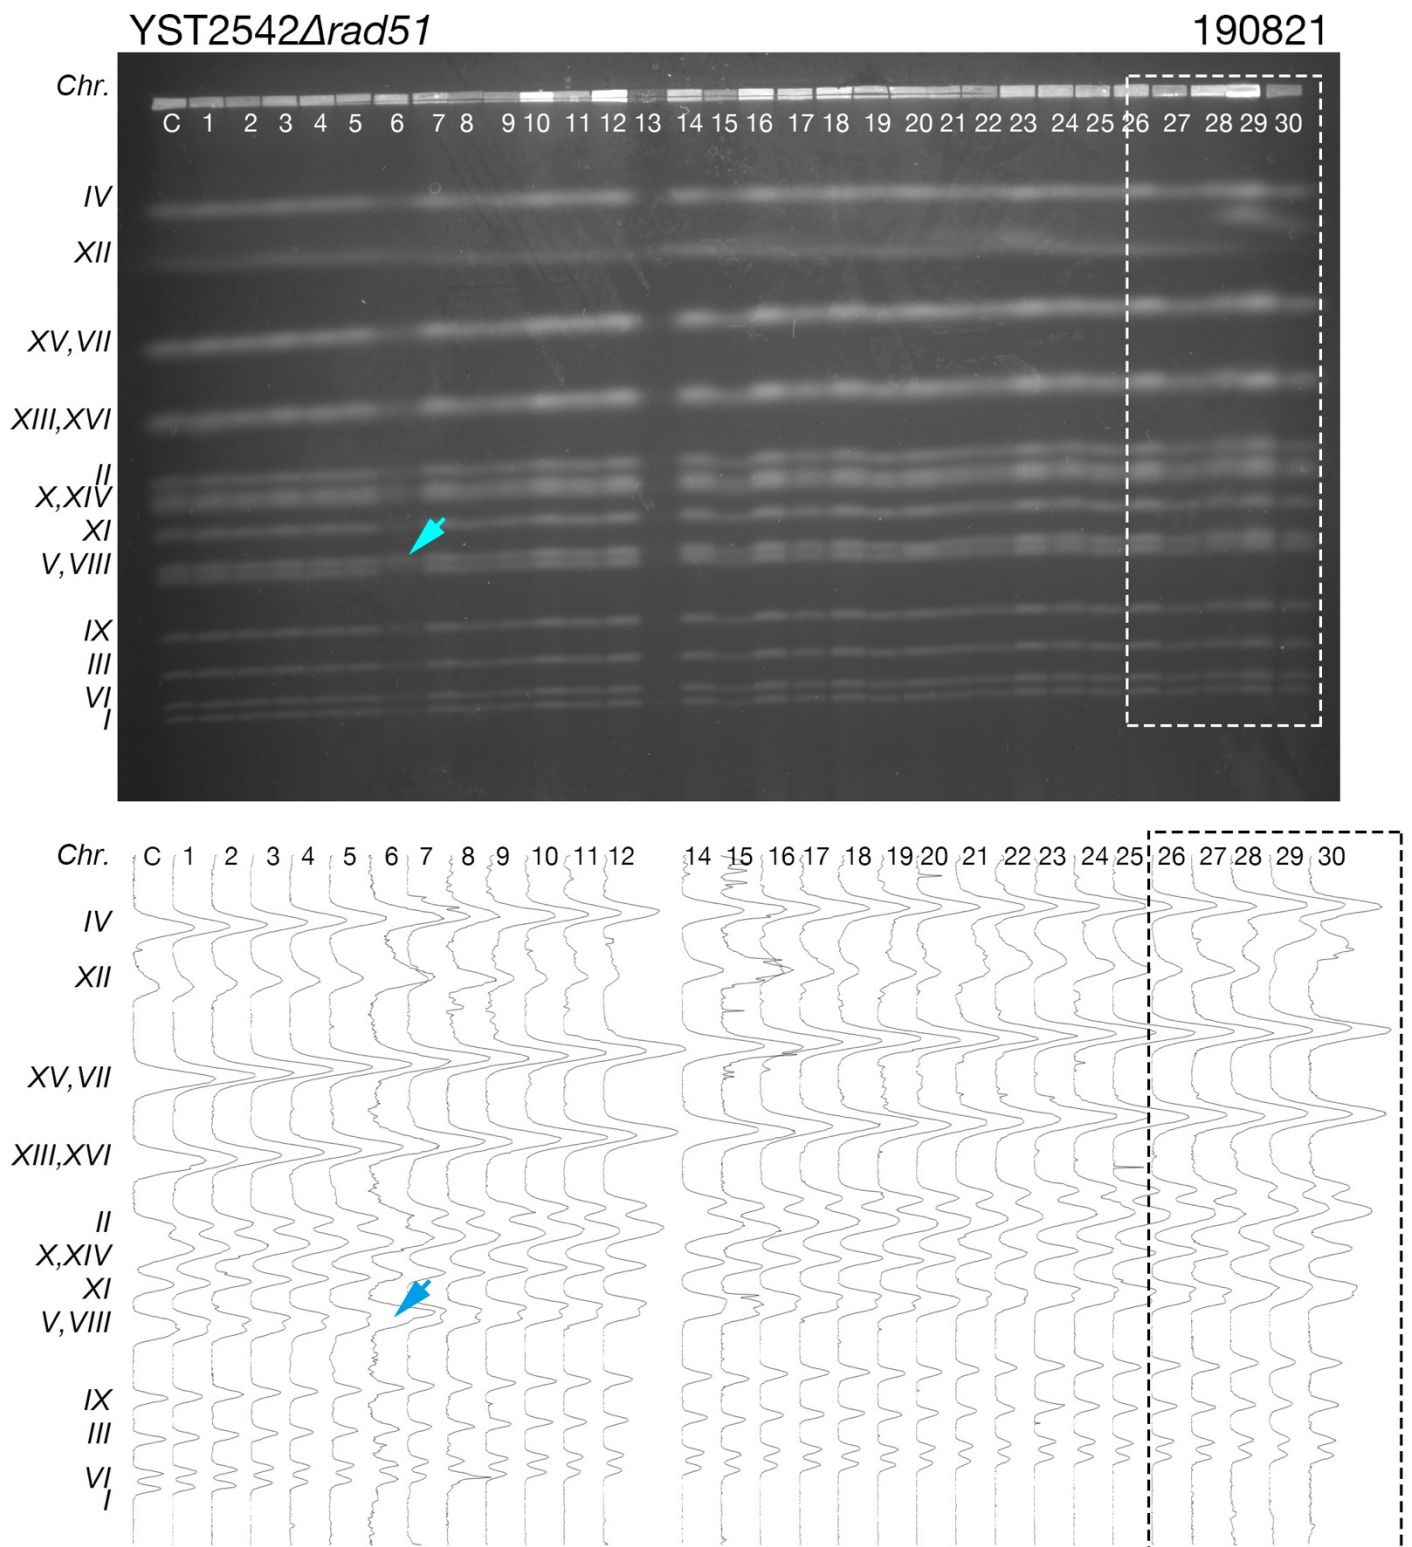 YST2542Δrad51 190821
Chr.
C 1 2 3 4 5 6 7 8 9 10 11 12 13 14 15 16 17 18 19 20 21 22 23 24 25 26 27 28 29 30
IV
XII
XV,VII
XIII,XVI
II
X,XIV
XI
V,VIII
IX
III
VI
I
Chr. C 1 2 3 4 5 6 7 8 9 10 11 12 14 15 16 17 18 19 20 21 22 23 24 25 26 27 28 29 30
IV
XII
XV,VII
XIII,XVI
II
X,XIV
XI
V,VIII
IX
III
VI
I